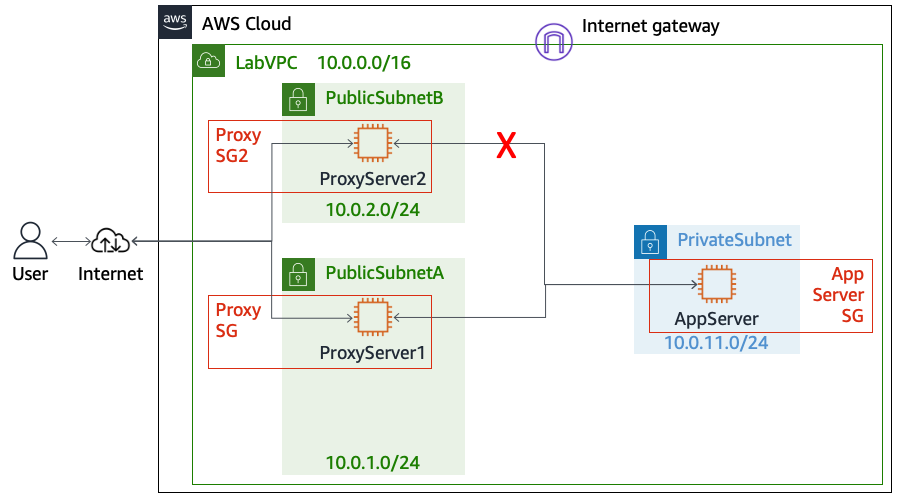 aws
AWS Cloud
Internet gateway
LabVPC 10.0.0.0/16
PublicSubnetB
Proxy
SG2
ProxyServer2
10.0.2.0/24
X
User
Internet
PublicSubnetA
Proxy
SG
ProxyServer1
10.0.1.0/24
PrivateSubnet
App
Server
SG
AppServer
10.0.11.0/24